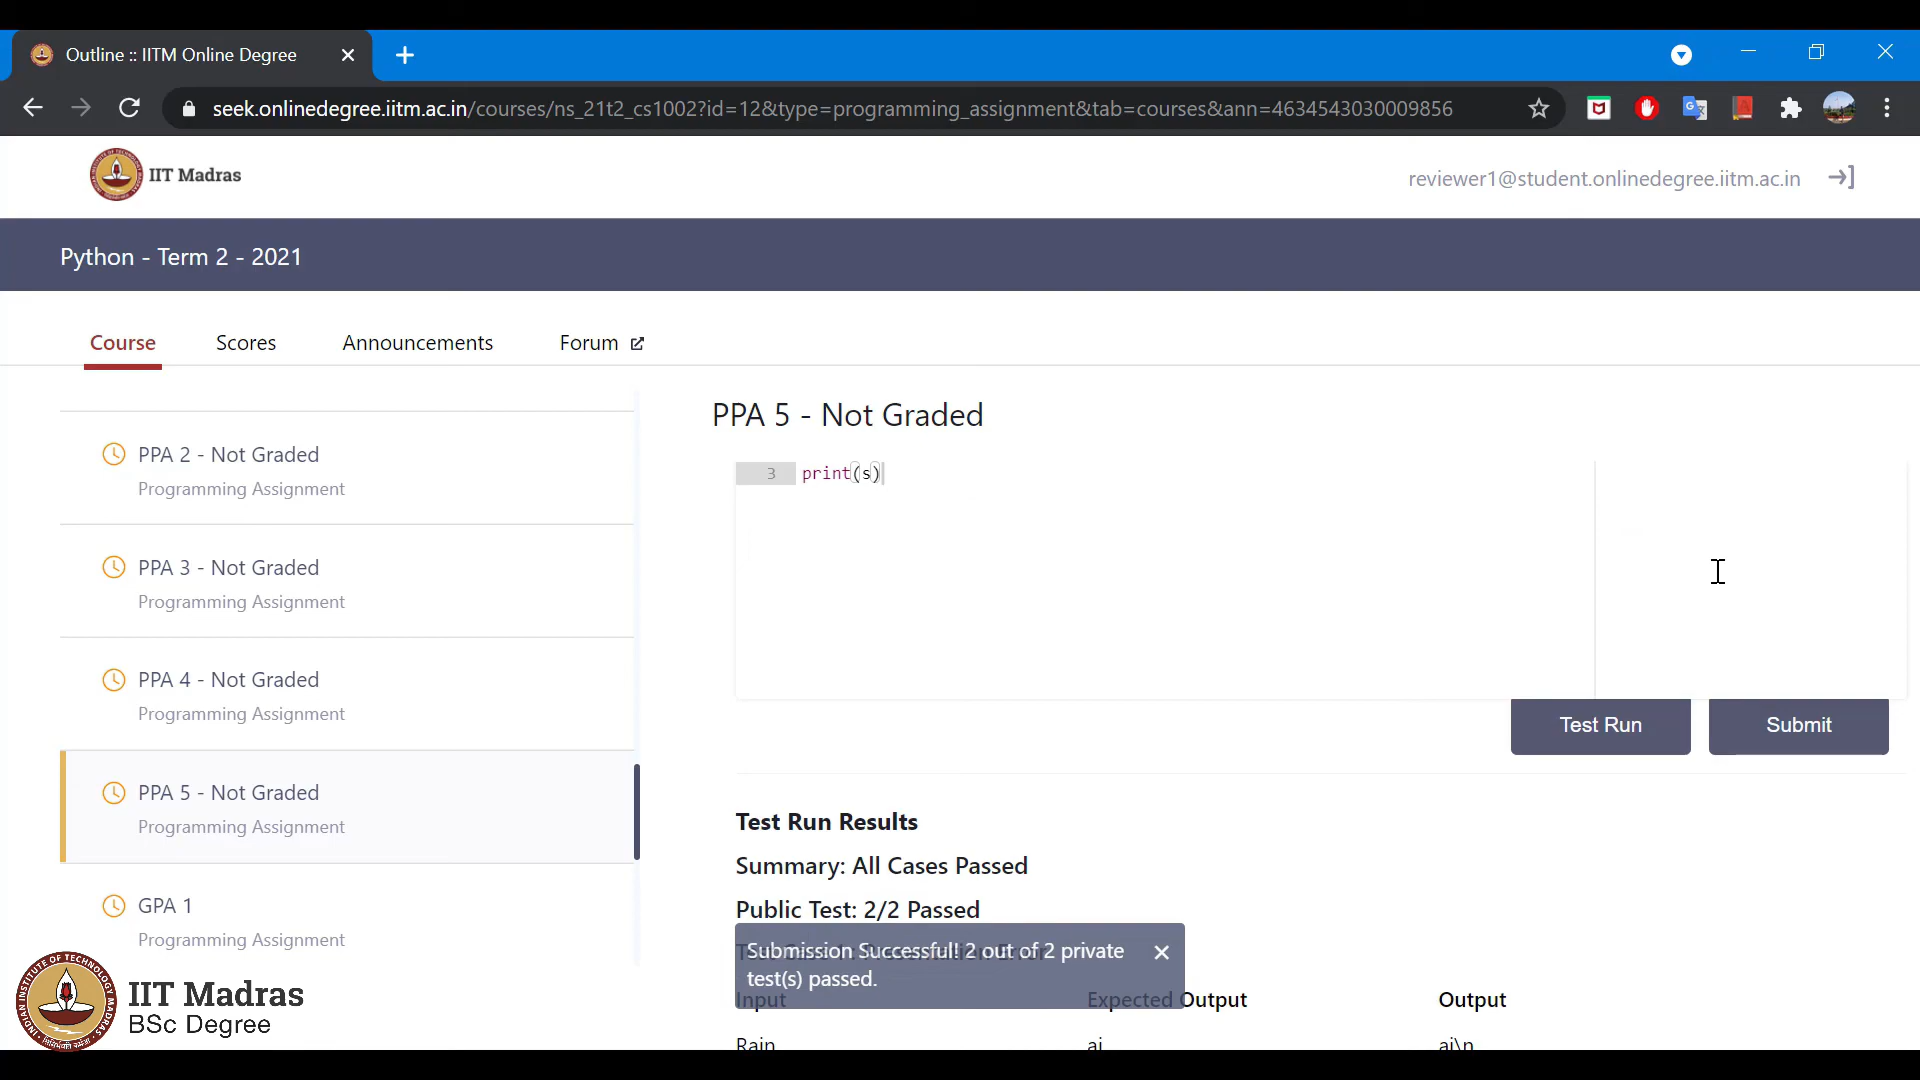 Outline :: IITM Online Degree
seek.onlinedegree.iitm.ac.in/courses/ns_21t2_cs1002?id=12&type=programming_assignment&tab=courses&ann=4634543030009856
IIT Madras
reviewer1@student.onlinedegree.iitm.ac.in
Python - Term 2 - 2021
Course
Scores
Announcements
Forum
PPA 2 - Not Graded
Programming Assignment
PPA 3 - Not Graded
Programming Assignment
PPA 4 - Not Graded
Programming Assignment
PPA 5 - Not Graded
Programming Assignment
GPA 1
Programming Assignment
PPA 5 - Not Graded
3 print(s)
Test Run
Submit
Test Run Results
Summary: All Cases Passed
Public Test: 2/2 Passed
Submission Successful! 2 out of 2 private
test(s) passed.
Input Expected Output Output
Rain ai ai\n
IIT Madras
BSc Degree